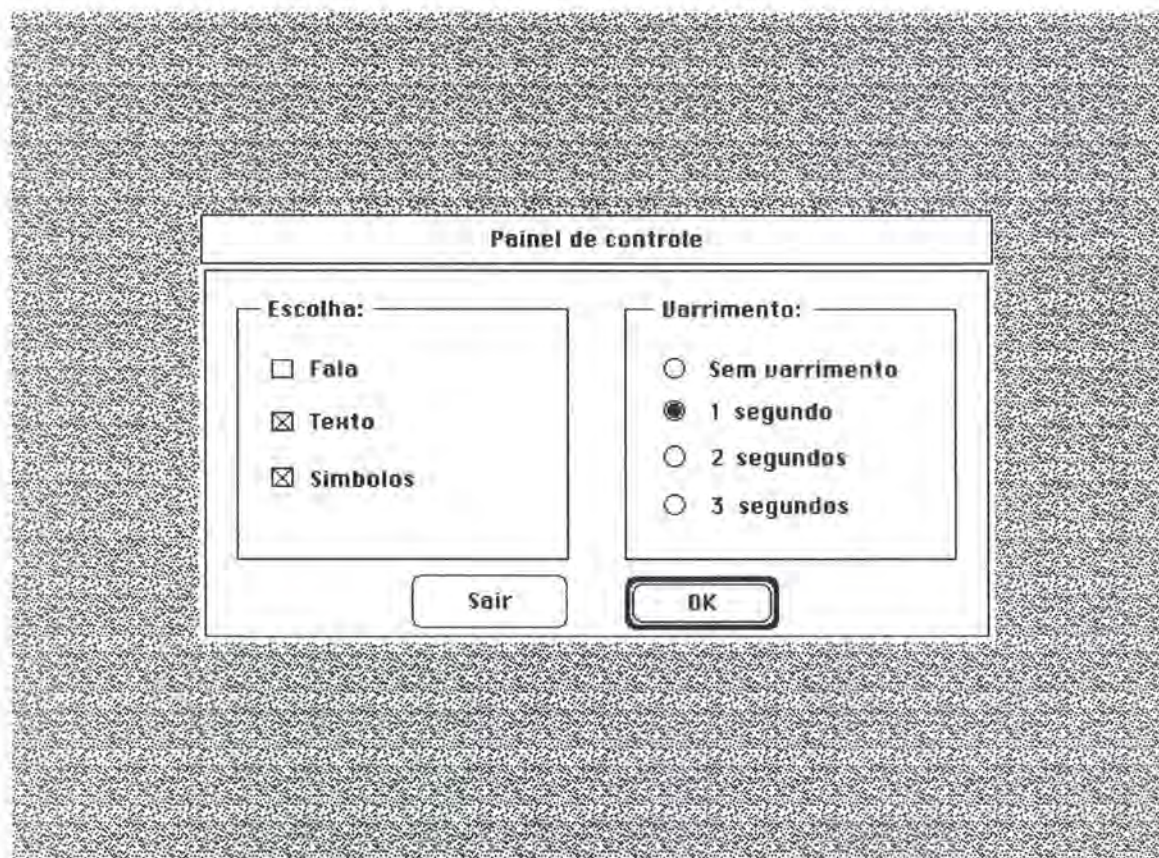 Painel de controle
Escolha:
Fala
Texto
Simbolos
Varrimento:
Sem varrimento
1 segundo
2 segundos
3 segundos
Sair
OK